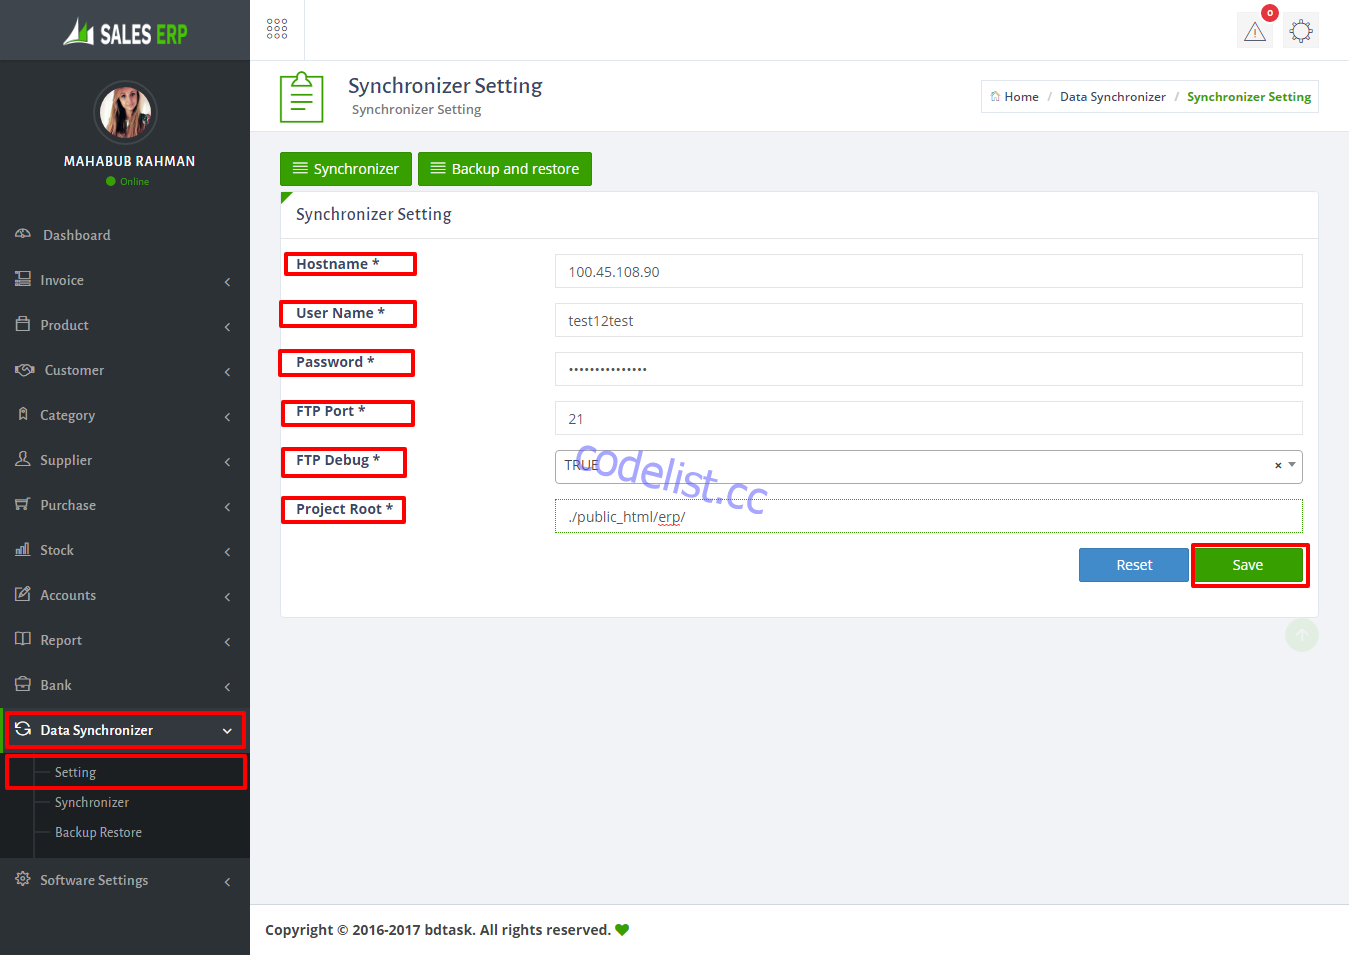 SALES ERP
0
MAHABUB RAHMAN
Online
Dashboard
Invoice
Product
Customer
Category
Supplier
Purchase
Stock
Accounts
Report
Bank
Data Synchronizer
Setting
Synchronizer
Backup Restore
Software Settings
Synchronizer Setting
Synchronizer Setting
Home / Data Synchronizer / Synchronizer Setting
Synchronizer
Backup and restore
Synchronizer Setting
Hostname *
100.45.108.90
User Name *
test12test
Password *
•••••••••••••••
FTP Port *
21
FTP Debug *
TRUE
×
codelist.cc
Project Root *
./public_html/erp/
Reset
Save
Copyright © 2016-2017 bdtask. All rights reserved.